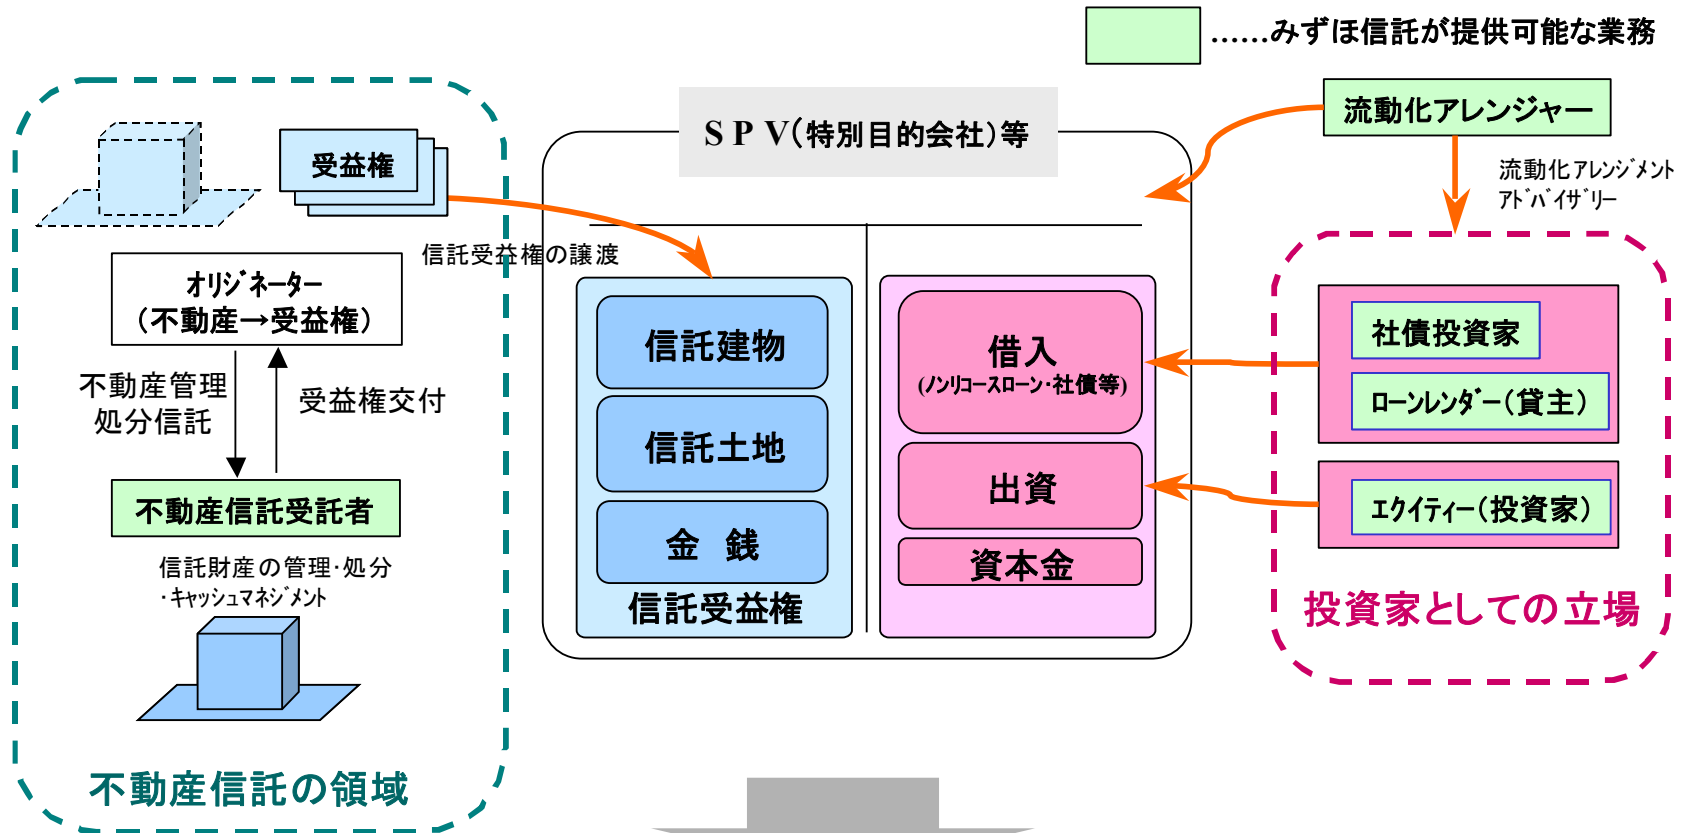 ……みずほ信託が提供可能な業務
流動化アレンジャー
流動化アレンジメント
アドバイザリー
SPV(特別目的会社)等
受益権
信託受益権の譲渡
オリジネーター
(不動産→受益権)
不動産管理
処分信託
受益権交付
不動産信託受託者
信託財産の管理・処分
・キャッシュマネジメント
不動産信託の領域
信託建物
信託土地
金 銭
信託受益権
借入
(ノンリコースローン・社債等)
出資
資本金
社債投資家
ローンレンダー(貸主)
エクイティー(投資家)
投資家としての立場